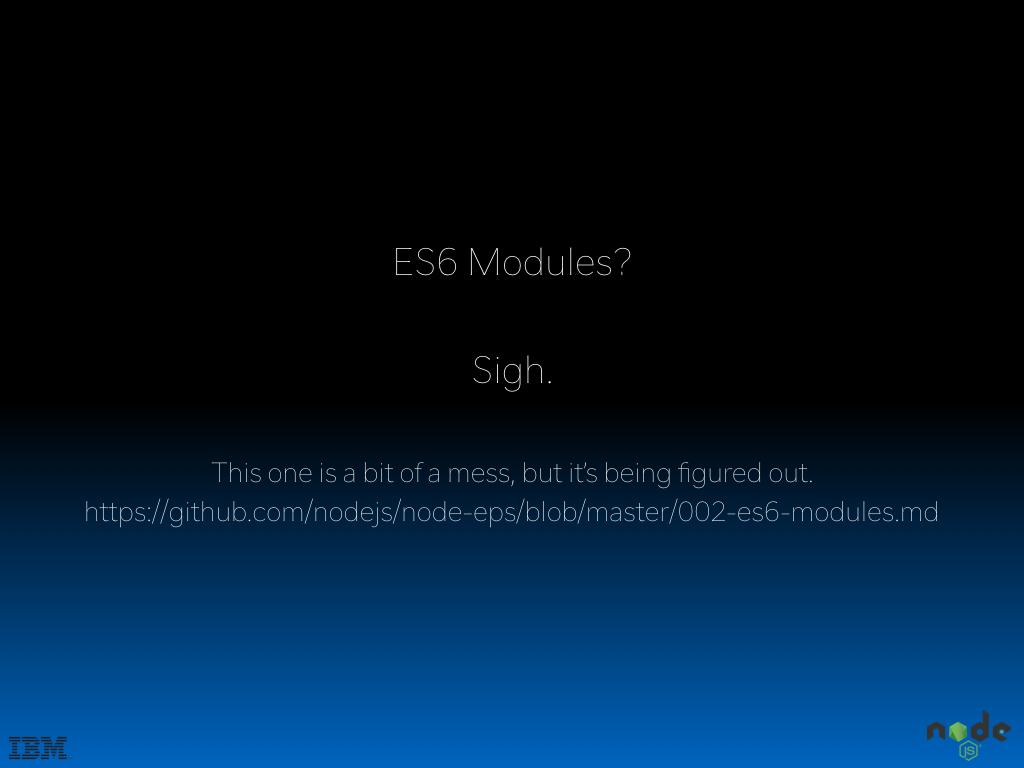 ES6 Modules?
Sigh.
This one is a bit of a mess, but it’s being figured out.
https://github.com/nodejs/node-eps/blob/master/002-es6-modules.md
IBM
node
JS